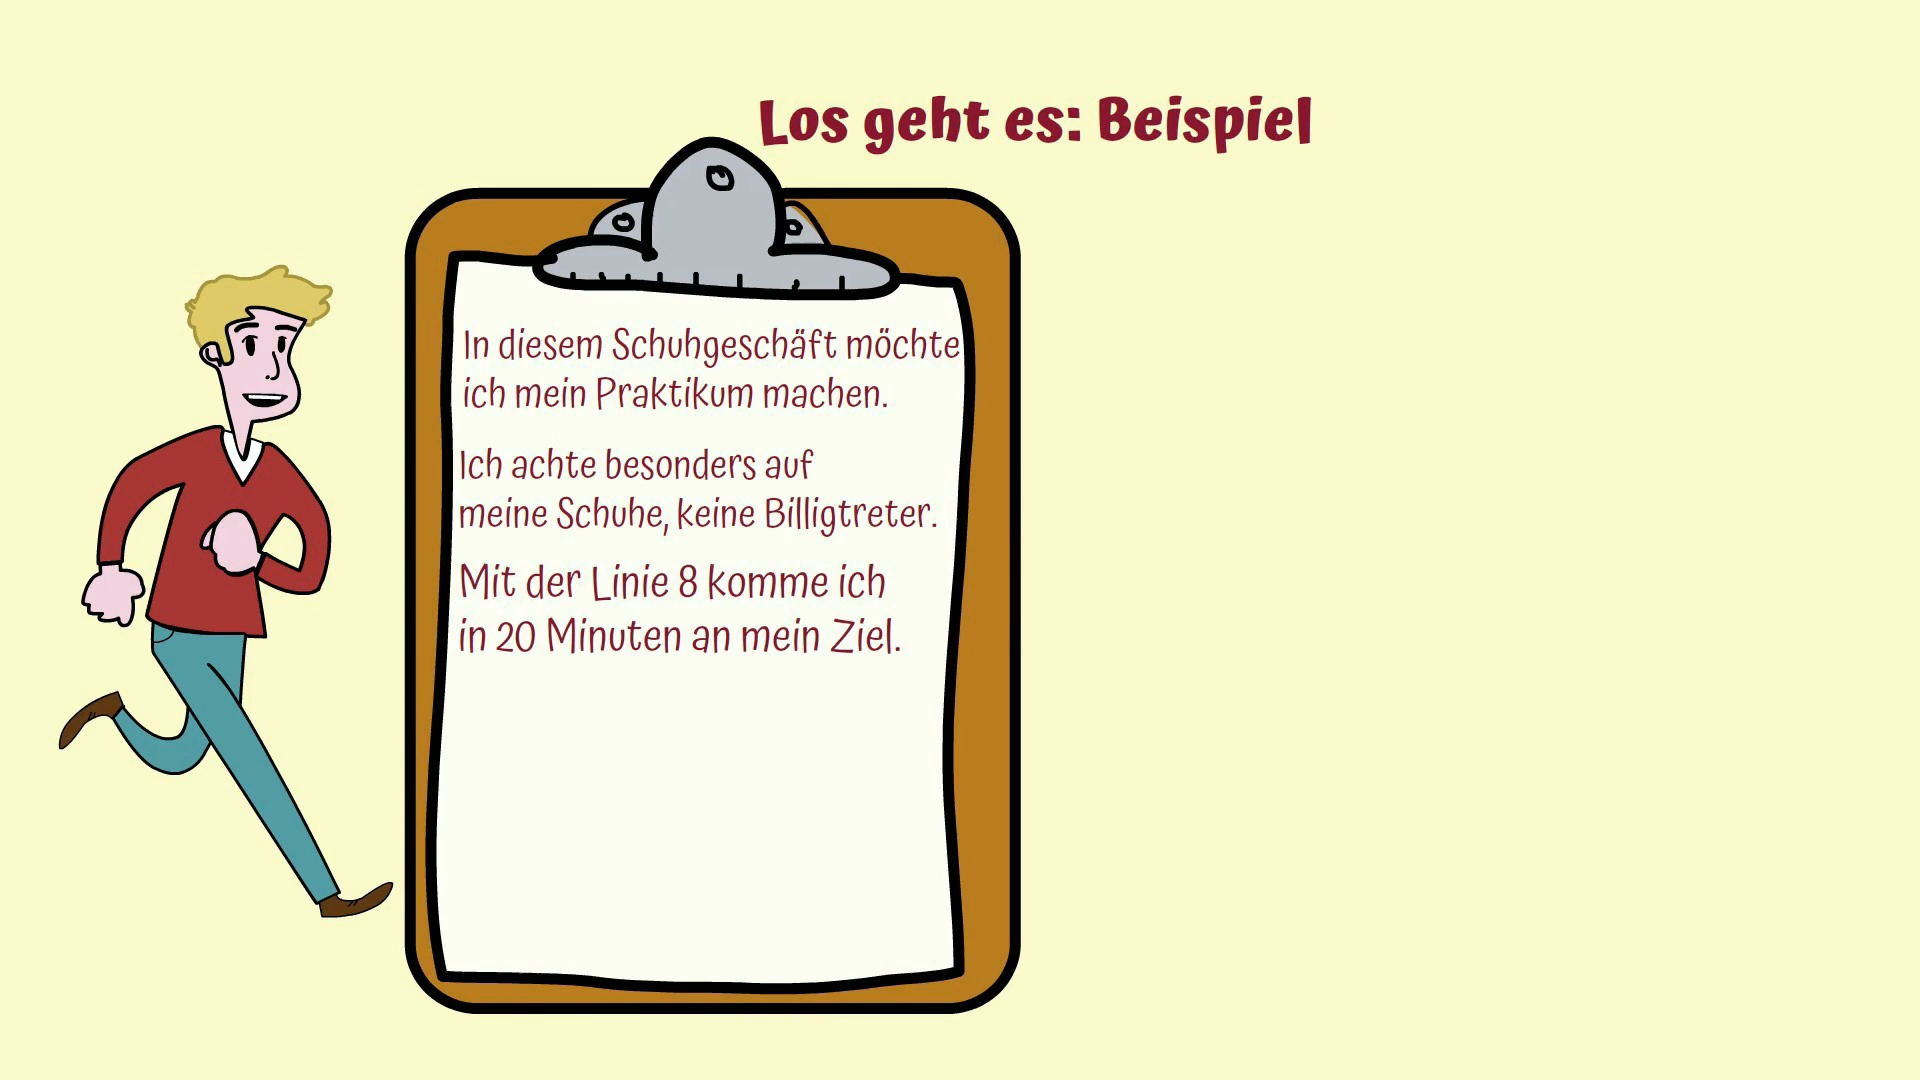 Los geht es: Beispiel
In diesem Schuhgeschäft möchte
ich mein Praktikum machen.
Ich achte besonders auf
meine Schuhe, keine Billigtreter.
Mit der Linie 8 komme ich
in 20 Minuten an mein Ziel.